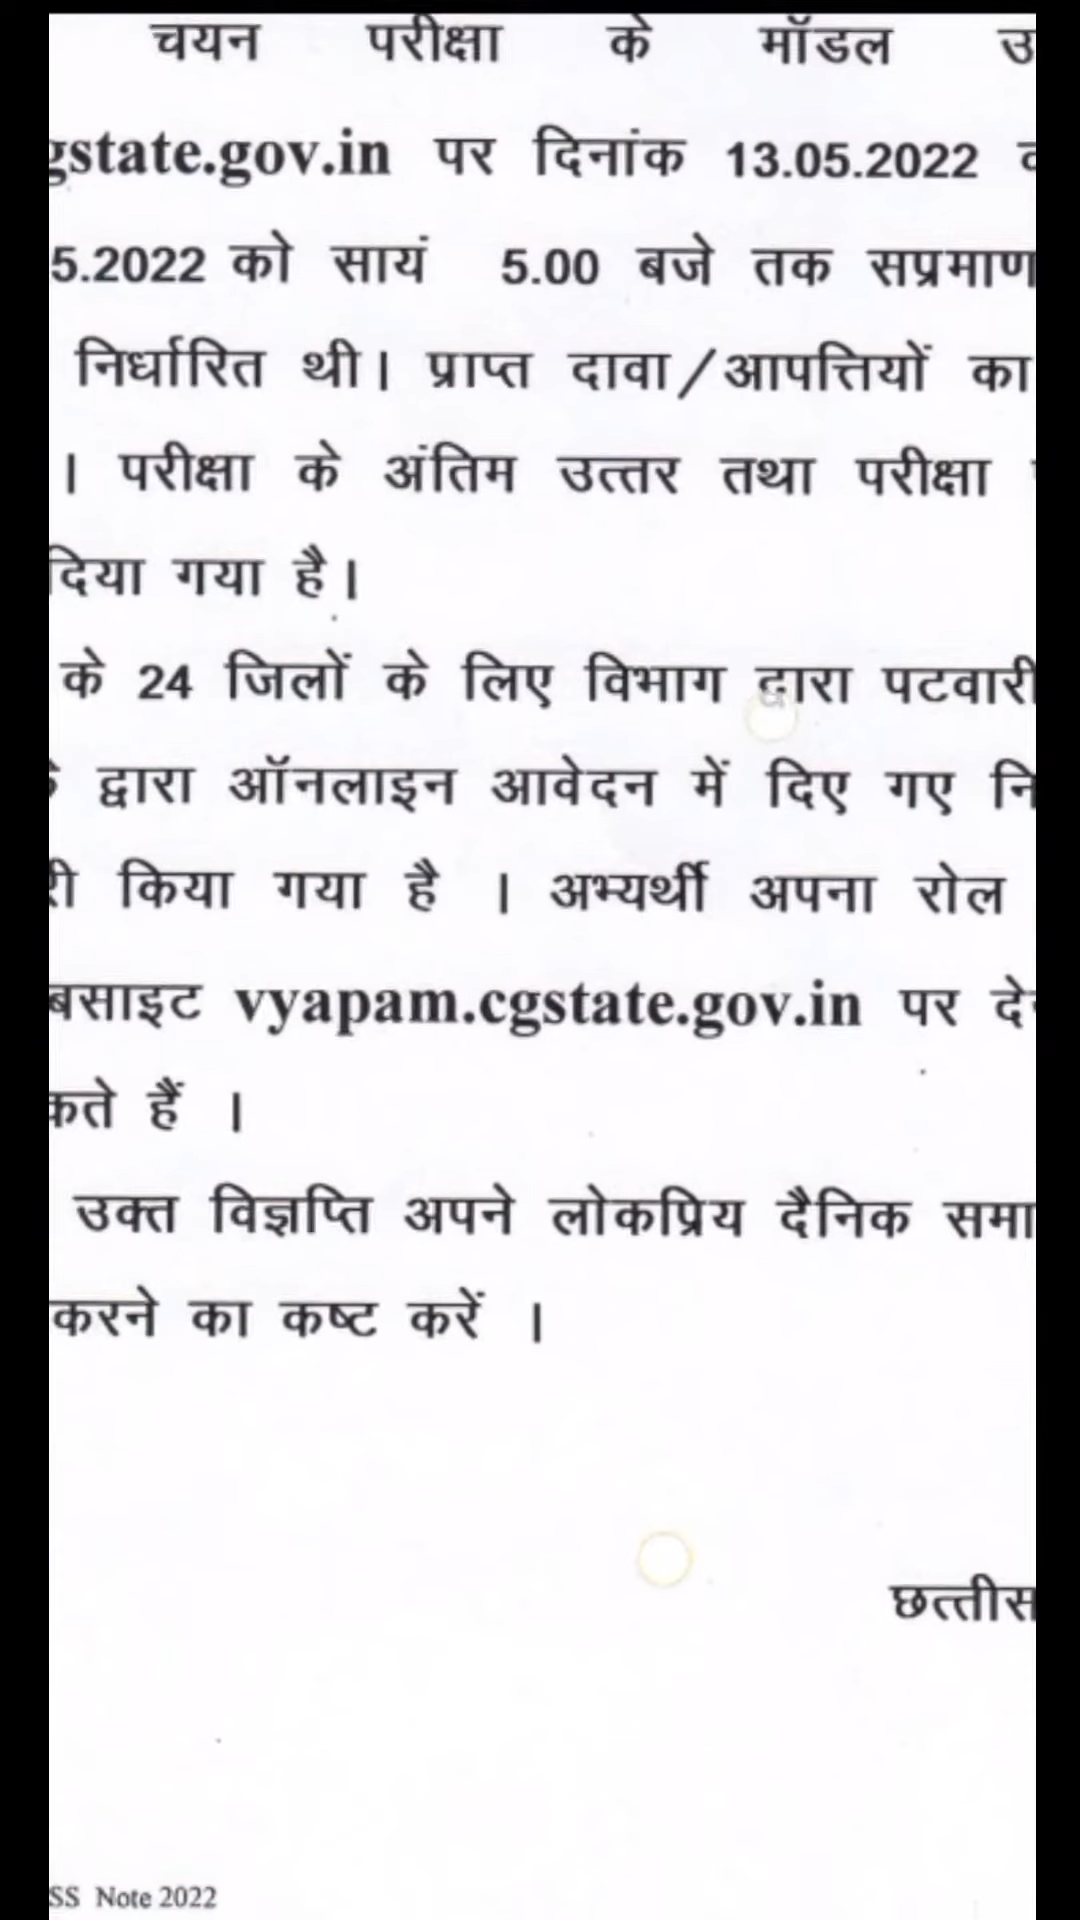 चयन परीक्षा के मॉडल
gstate.gov.in पर दिनांक 13.05.2022
5.2022 को सायं 5.00 बजे तक सप्रमाण
निर्धारित थी। प्राप्त दावा/आपत्तियों का
। परीक्षा के अंतिम उत्तर तथा परीक्षा
दिया गया है।
के 24 जिलों के लिए विभाग द्वारा पटवारी
द्वारा ऑनलाइन आवेदन में दिए गए नि
री किया गया है । अभ्यर्थी अपना रोल
बसाइट vyapam.cgstate.gov.in पर दे
कते हैं ।
उक्त विज्ञप्ति अपने लोकप्रिय दैनिक समा
करने का कष्ट करें ।
छत्तीस
SS Note 2022